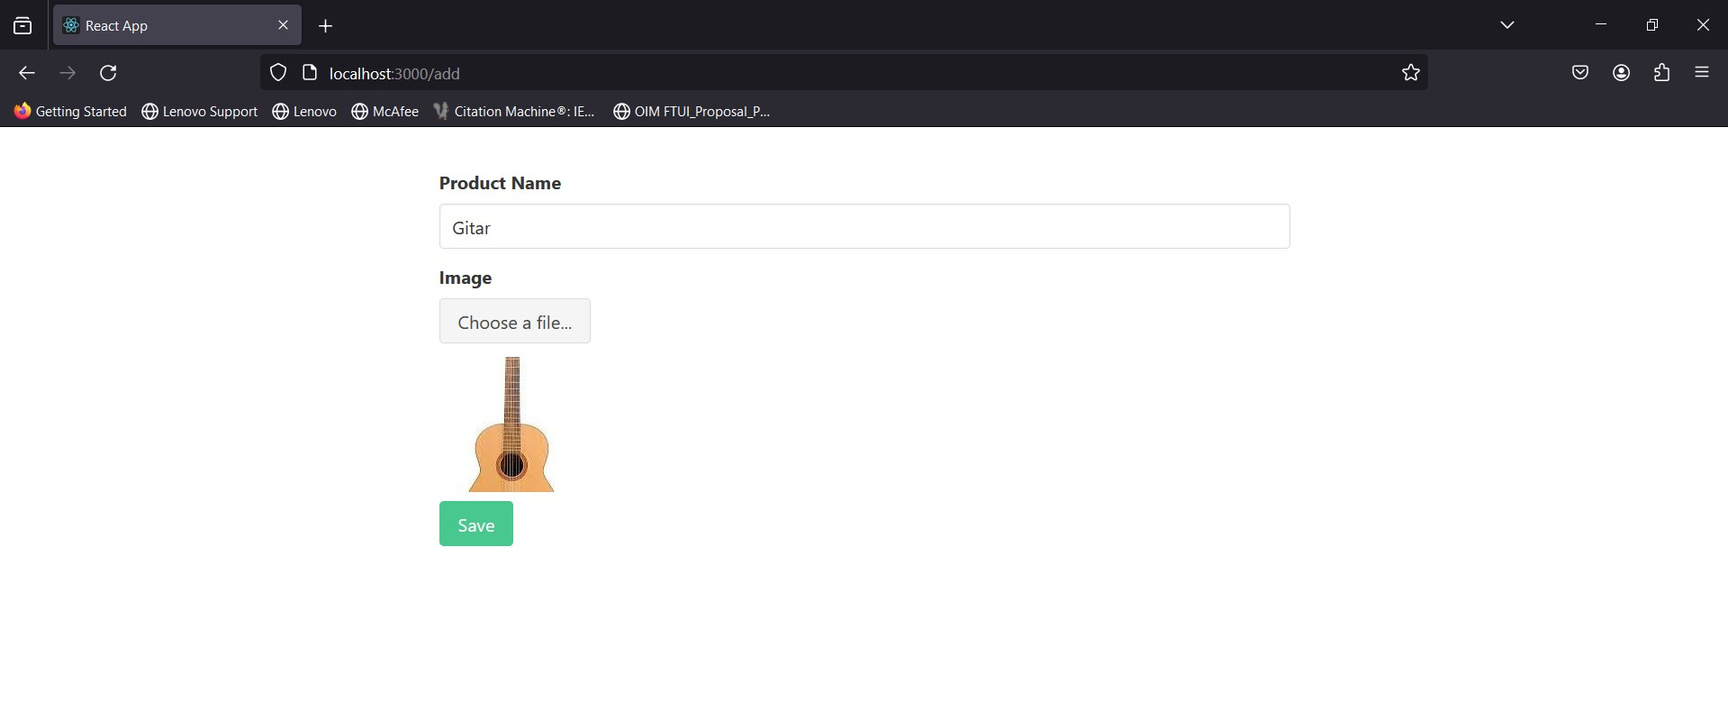 React App
localhost:3000/add
Getting Started Lenovo Support Lenovo McAfee Citation Machine®: IE... OIM FTUI_Proposal_P...
Product Name
Gitar
Image
Choose a file...
Save